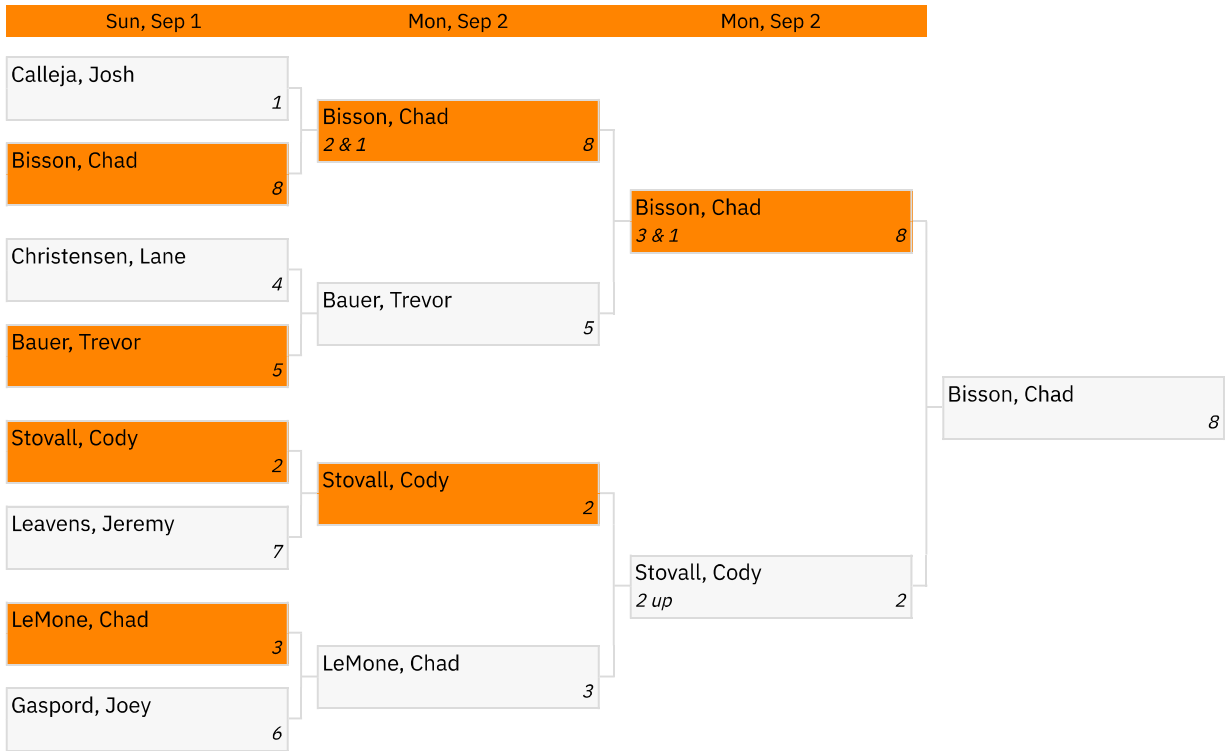 Sun, Sep 1
Mon, Sep 2
Mon, Sep 2
Calleja, Josh
1
Bisson, Chad
8
Christensen, Lane
4
Bauer, Trevor
5
Stovall, Cody
2
Leavens, Jeremy
7
LeMone, Chad
3
Gaspord, Joey
6
Bisson, Chad
2 & 1 8
Bauer, Trevor
5
Stovall, Cody
2
LeMone, Chad
3
Bisson, Chad
3 & 1 8
Stovall, Cody
2 up 2
Bisson, Chad
8